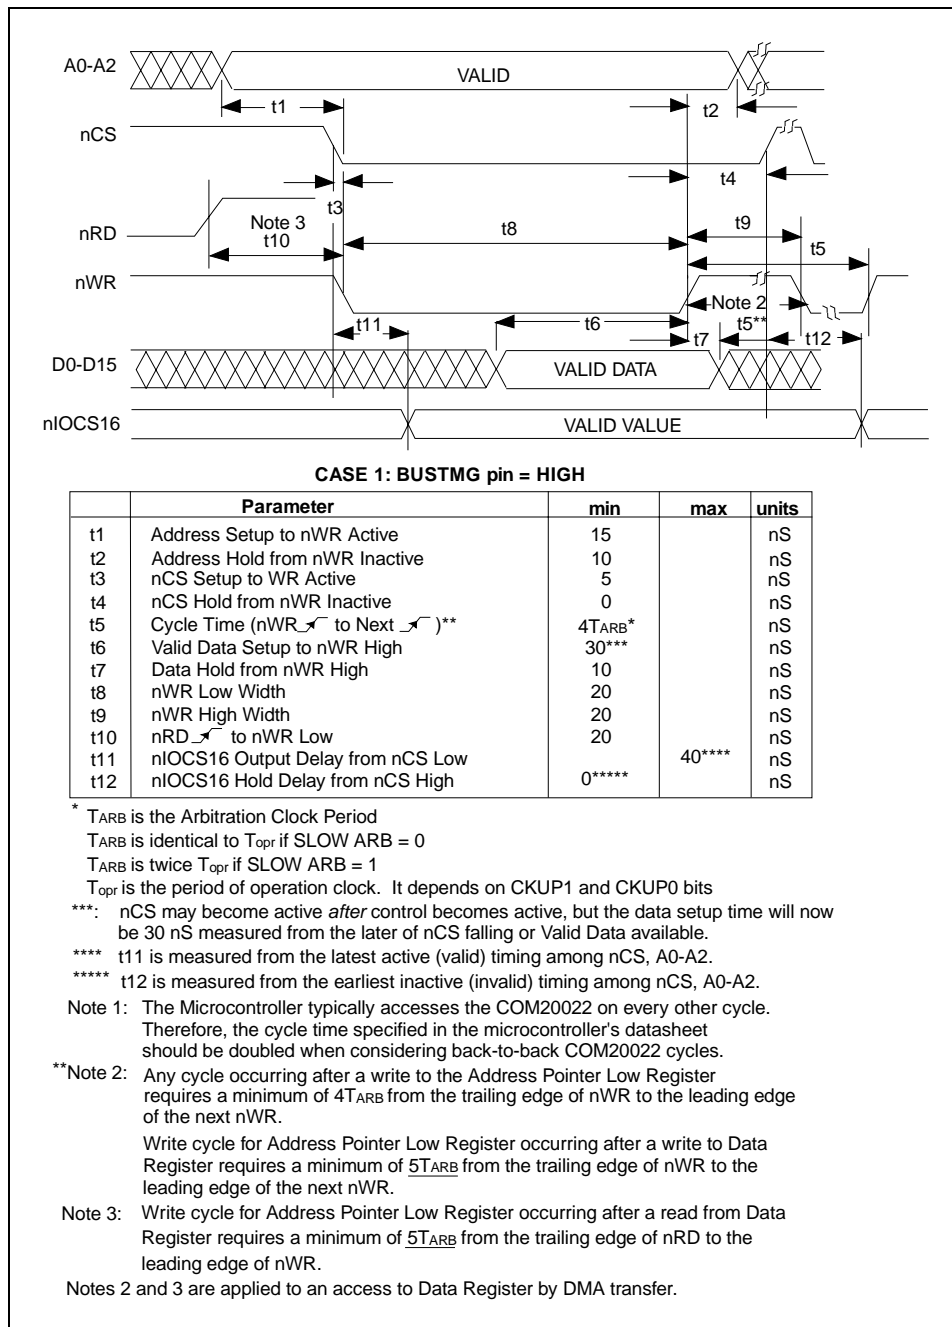 A0-A2
VALID
t1
t2
nCS
t3
t4
nRD
Note 3
t10
t8
t9
t5
nWR
Note 2
t11
t6
t7
t5**
t12
D0-D15
VALID DATA
nIOCS16
VALID VALUE
CASE 1: BUSTMG pin = HIGH
Parameter min max units
t1 Address Setup to nWR Active 15 nS
t2 Address Hold from nWR Inactive 10 nS
t3 nCS Setup to WR Active 5 nS
t4 nCS Hold from nWR Inactive 0 nS
t5 Cycle Time (nWR to Next )** 4TARB* nS
t6 Valid Data Setup to nWR High 30*** nS
t7 Data Hold from nWR High 10 nS
t8 nWR Low Width 20 nS
t9 nWR High Width 20 nS
t10 nRD to nWR Low 20 nS
t11 nIOCS16 Output Delay from nCS Low 40**** nS
t12 nIOCS16 Hold Delay from nCS High 0***** nS
* TARB is the Arbitration Clock Period
TARB is identical to Topr if SLOW ARB = 0
TARB is twice Topr if SLOW ARB = 1
Topr is the period of operation clock. It depends on CKUP1 and CKUP0 bits
***: nCS may become active after control becomes active, but the data setup time will now
be 30 nS measured from the later of nCS falling or Valid Data available.
**** t11 is measured from the latest active (valid) timing among nCS, A0-A2.
***** t12 is measured from the earliest inactive (invalid) timing among nCS, A0-A2.
Note 1: The Microcontroller typically accesses the COM20022 on every other cycle.
Therefore, the cycle time specified in the microcontroller's datasheet
should be doubled when considering back-to-back COM20022 cycles.
**Note 2: Any cycle occurring after a write to the Address Pointer Low Register
requires a minimum of 4TARB from the trailing edge of nWR to the leading edge
of the next nWR.
Write cycle for Address Pointer Low Register occurring after a write to Data
Register requires a minimum of 5TARB from the trailing edge of nWR to the
leading edge of the next nWR.
Note 3: Write cycle for Address Pointer Low Register occurring after a read from Data
Register requires a minimum of 5TARB from the trailing edge of nRD to the
leading edge of nWR.
Notes 2 and 3 are applied to an access to Data Register by DMA transfer.